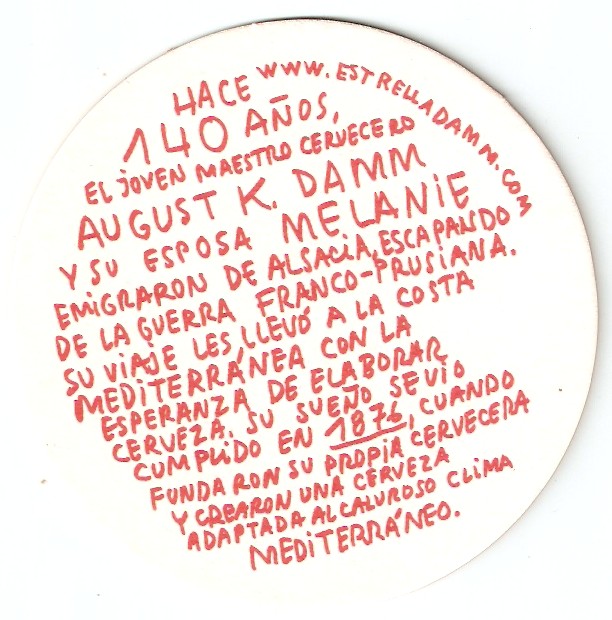 WWW.ESTRELLADAMM.COM
HACE
140 AÑOS,
EL JOVEN MAESTRO CERVECERO
AUGUST K. DAMM
Y SU ESPOSA MELANIE
EMIGRARON DE ALSACIA, ESCAPANDO
DE LA GUERRA FRANCO-PRUSIANA.
SU VIAJE LES LLEVÓ A LA COSTA
MEDITERRÁNEA CON LA
ESPERANZA DE ELABORAR
CERVEZA. SU SUEÑO SE VIO
CUMPLIDO EN 1876, CUANDO
FUNDARON SU PROPIA CERVECERA
Y CREARON UNA CERVEZA
ADAPTADA AL CALUROSO CLIMA
MEDITERRÁNEO.